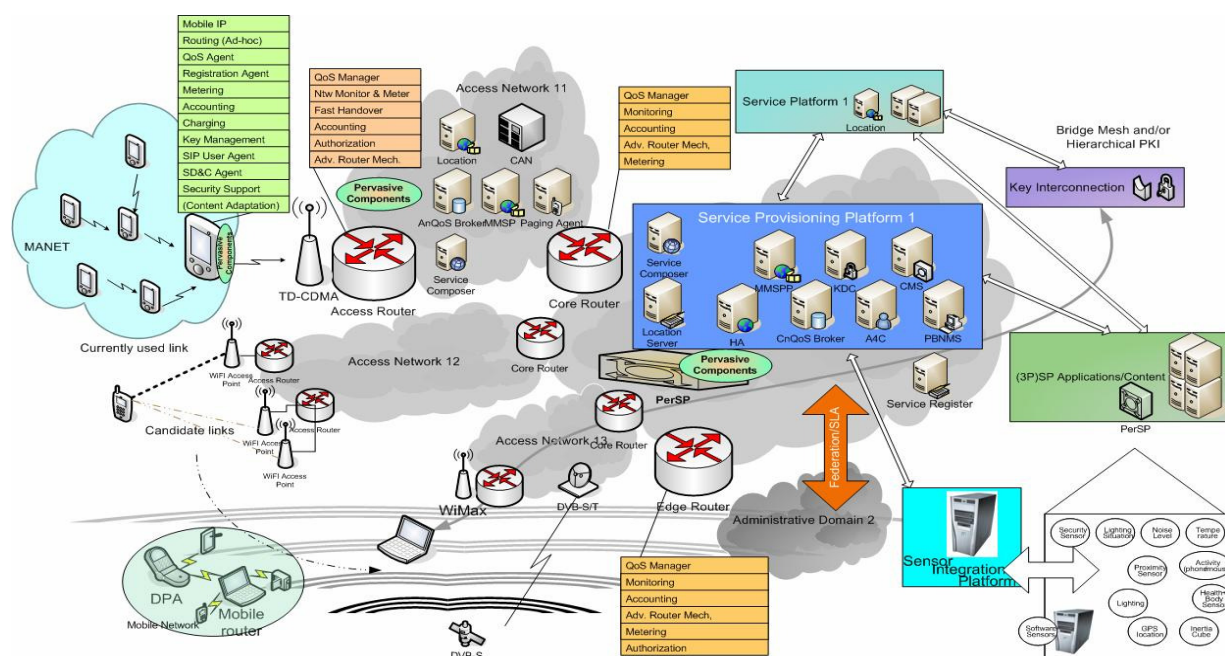 Mobile IP
Routing (Ad-hoc)
QoS Agent
Registration Agent
Metering
Accounting
Charging
Key Management
SIP User Agent
SD&C Agent
Security Support
(Content Adaptation)
MANET
Pervasive
Components
Currently used link
QoS Manager
Ntw Monitor & Meter
Fast Handover
Accounting
Authorization
Adv. Router Mech.
TD-CDMA
Access Router
Access Network 11
Location
CAN
Pervasive
Components
AnQoS Broker
MMSP
Paging Agent
Service
Composer
QoS Manager
Monitoring
Accounting
Adv. Router Mech,
Metering
Core Router
Service Platform 1
Location
Bridge Mesh and/or
Hierarchical PKI
Key Interconnection
Service Provisioning Platform 1
Service
Composer
MMSPP
KDC
CMS
Location
Server
HA
CnQoS Broker
A4C
PBNMS
Access Network 12
Core Router
Pervasive
Components
PerSP
Service Register
(3P)SP Applications/Content
PerSP
WiFI Access
Point
Access Router
Candidate links
WiFI Access
Point
Access Router
WiFI Access
Point
Access Network 13
Core Router
WiMax
DVB-S/T
Edge Router
Federation/SLA
Administrative Domain 2
Sensor
Integration
Platform
Security
Sensor
Lighting
Situation
Noise
Level
Tempe
rature
Proximity
Sensor
Activity
(phone/mouse)
Lighting
Health-
Body
Sensor
Software
Sensors
GPS
location
Inertia
Cube
DPA
Mobile Network
Mobile
router
DVB-S
QoS Manager
Monitoring
Accounting
Adv. Router Mech,
Metering
Authorization